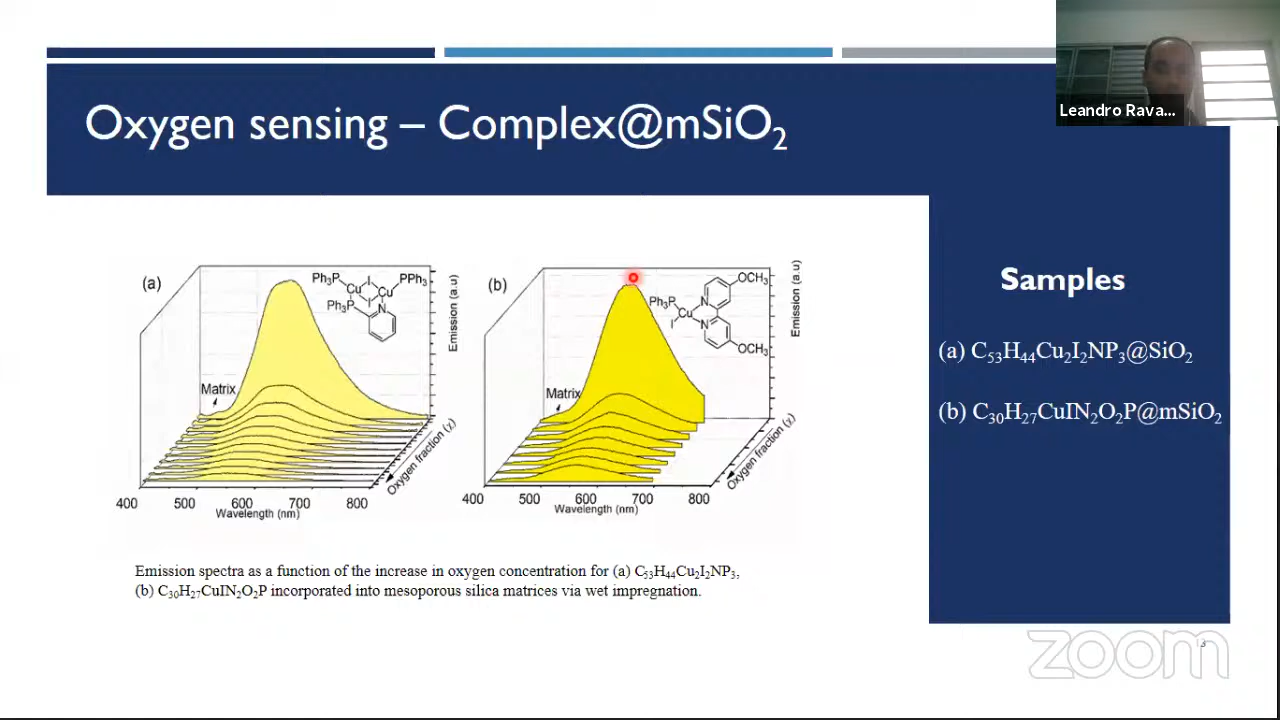 Leandro Rava...
Oxygen sensing – Complex@mSiO₂
(a)
Ph₃P
I
PPh₃
Cu
Cu
I
Ph₃P
N
Matrix
Emission (a.u)
Oxygen fraction (χ)
400 500 600 700 800
Wavelength (nm)
(b)
OCH₃
Ph₃P
N
Cu
I
N
OCH₃
Matrix
Emission (a.u)
Oxygen fraction (χ)
400 500 600 700 800
Wavelength (nm)
Emission spectra as a function of the increase in oxygen concentration for (a) C₅₃H₄₄Cu₂I₂NP₃,
(b) C₃₀H₂₇CuIN₂O₂P incorporated into mesoporous silica matrices via wet impregnation.
Samples
(a) C₅₃H₄₄Cu₂I₂NP₃@SiO₂
(b) C₃₀H₂₇CuIN₂O₂P@mSiO₂
3
zoom